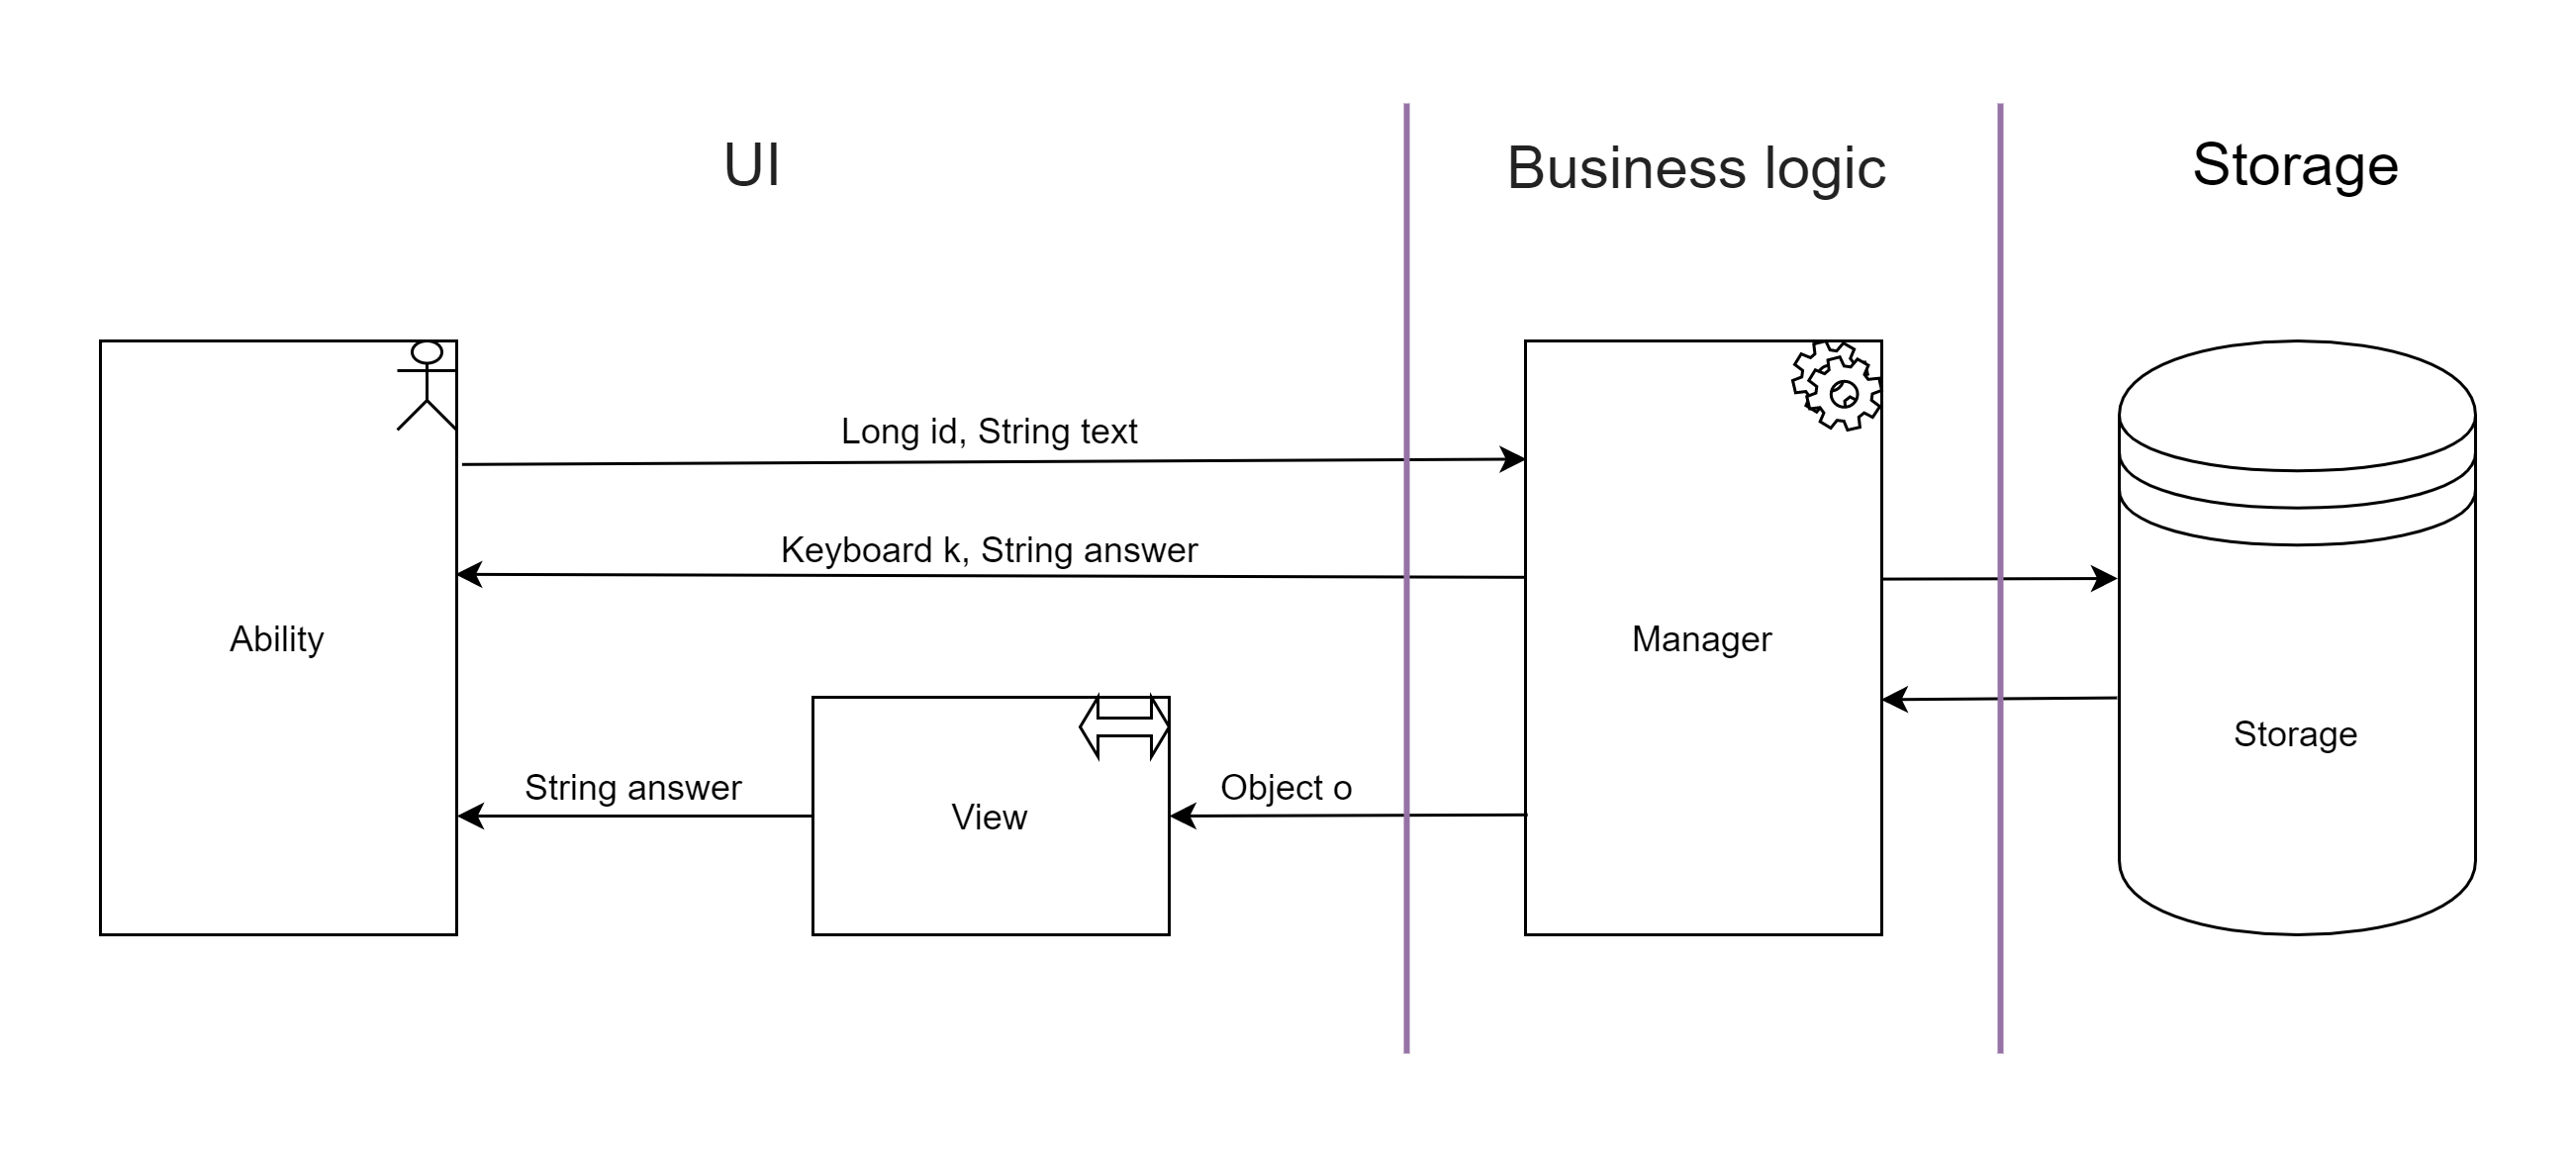 UI
Business logic
Storage
Long id, String text
Keyboard k, String answer
Ability
Manager
Storage
String answer
View
Object o